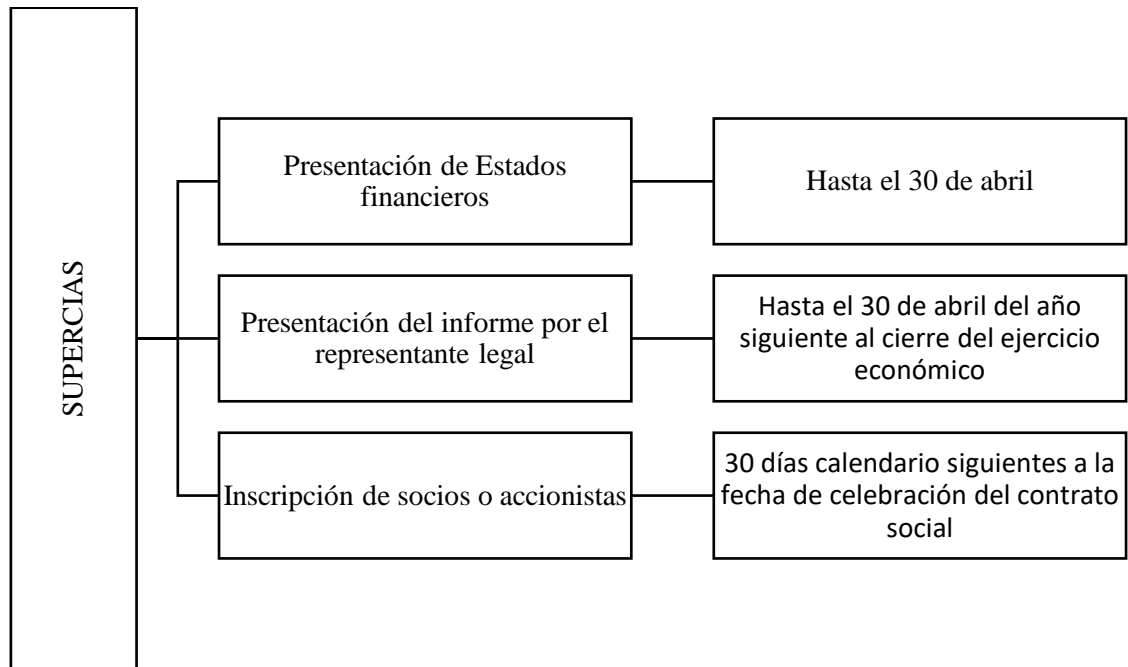 SUPERCIAS
Presentación de Estados
financieros
Hasta el 30 de abril
Presentación del informe por el
representante legal
Hasta el 30 de abril del año
siguiente al cierre del ejercicio
económico
Inscripción de socios o accionistas
30 días calendario siguientes a la
fecha de celebración del contrato
social